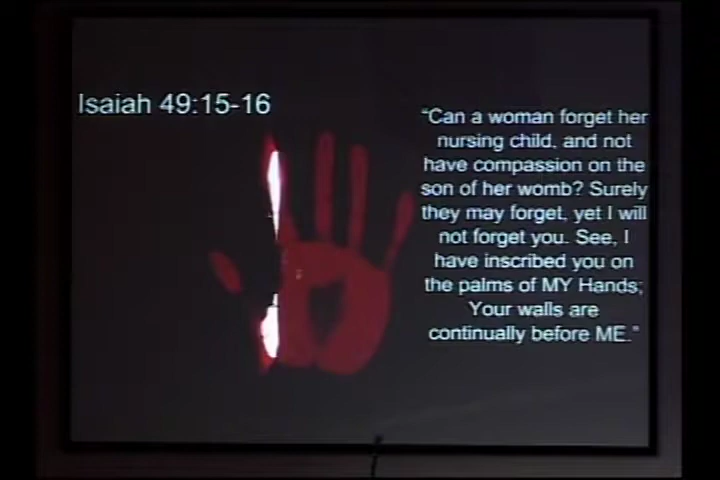 Isaiah 49:15-16
“Can a woman forget her
nursing child, and not
have compassion on the
son of her womb? Surely
they may forget, yet I will
not forget you. See, I
have inscribed you on
the palms of MY Hands;
Your walls are
continually before ME.”